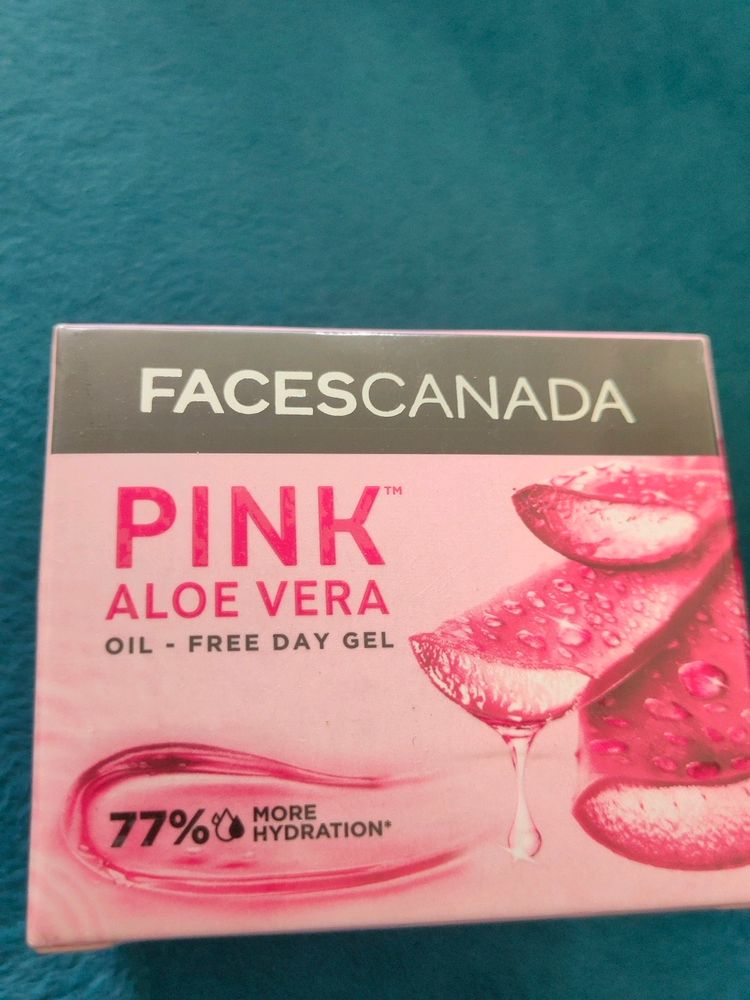 FACESCANADA
PINK™
ALOE VERA
OIL - FREE DAY GEL
77% MORE
HYDRATION*